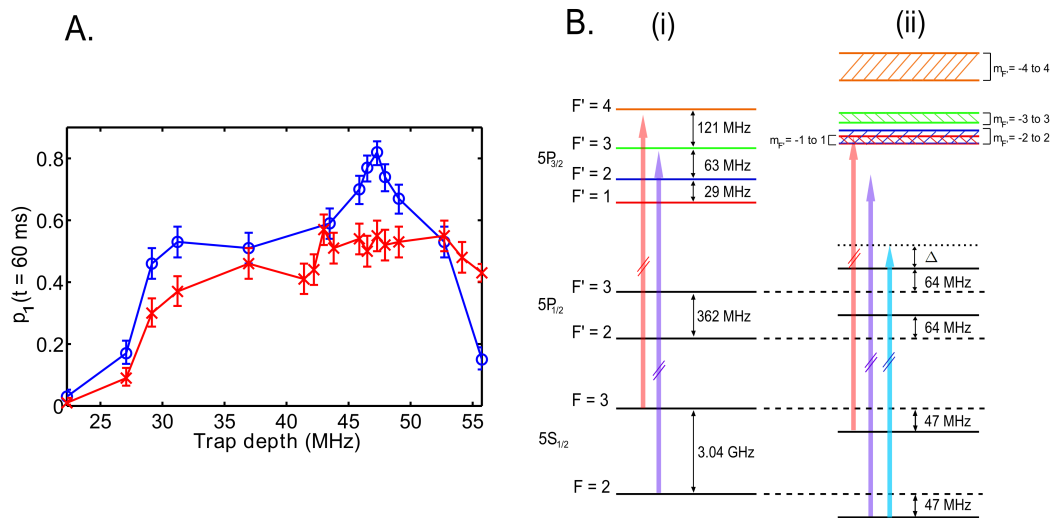 A.
p₁(t = 60 ms)
0.8
0.6
0.4
0.2
0
25
30
35
40
45
50
55
Trap depth (MHz)
B.
(i)
(ii)
F' = 4
121 MHz
F' = 3
5P3/2
63 MHz
F' = 2
29 MHz
F' = 1
F' = 3
5P1/2
362 MHz
F' = 2
F = 3
5S1/2
3.04 GHz
F = 2
mF' = -4 to 4
mF' = -3 to 3
mF' = -1 to 1
mF' = -2 to 2
Δ
64 MHz
64 MHz
47 MHz
47 MHz